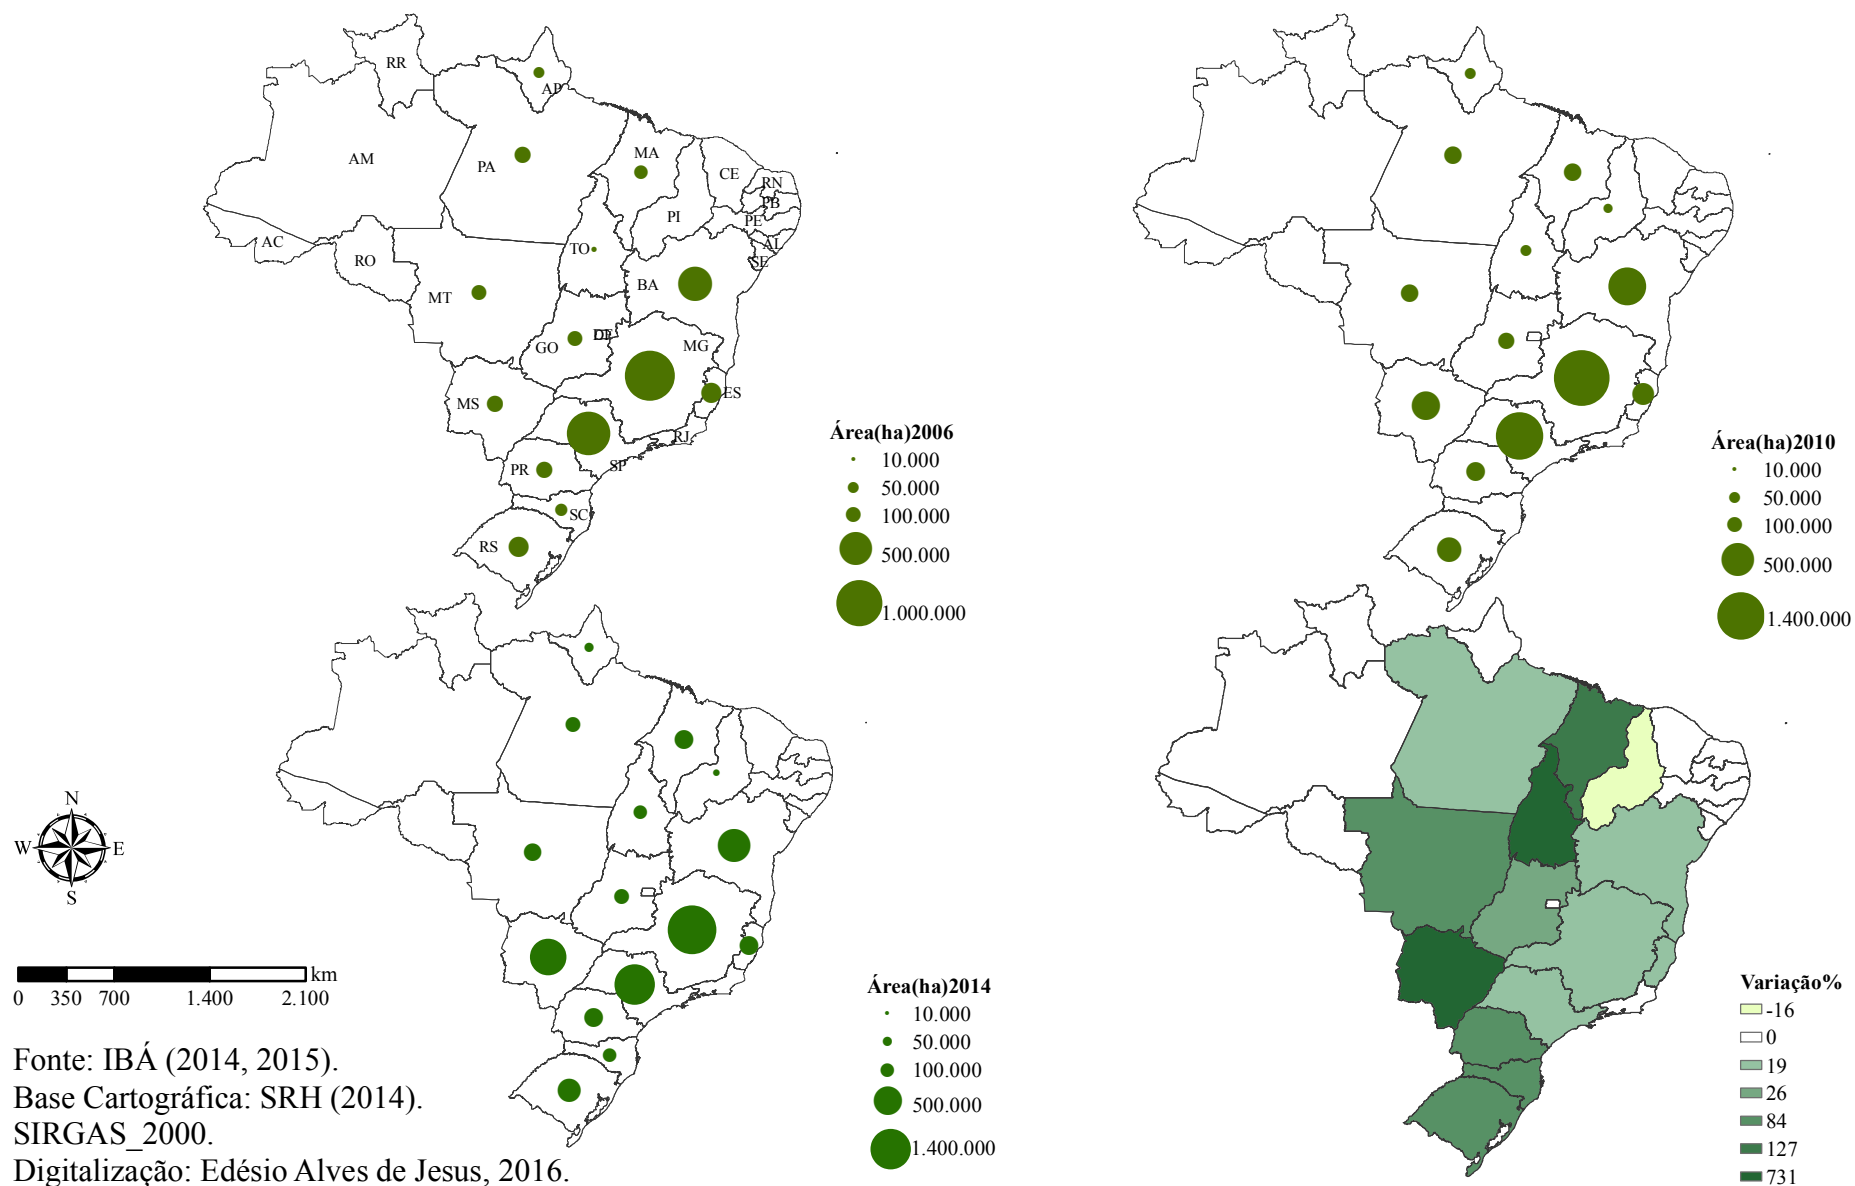 RR
AP
AM
PA
MA
CE
RN
PB
PI
PE
AL
SE
AC
RO
TO
MT
BA
GO
DF
MG
MS
ES
RJ
SP
PR
SC
RS
Área(ha)2006
10.000
50.000
100.000
500.000
1.000.000
Área(ha)2010
10.000
50.000
100.000
500.000
1.400.000
N
W E
S
km
0 350 700 1.400 2.100
Área(ha)2014
10.000
50.000
100.000
500.000
1.400.000
Variação%
-16
0
19
26
84
127
731
Fonte: IBÁ (2014, 2015).
Base Cartográfica: SRH (2014).
SIRGAS_2000.
Digitalização: Edésio Alves de Jesus, 2016.